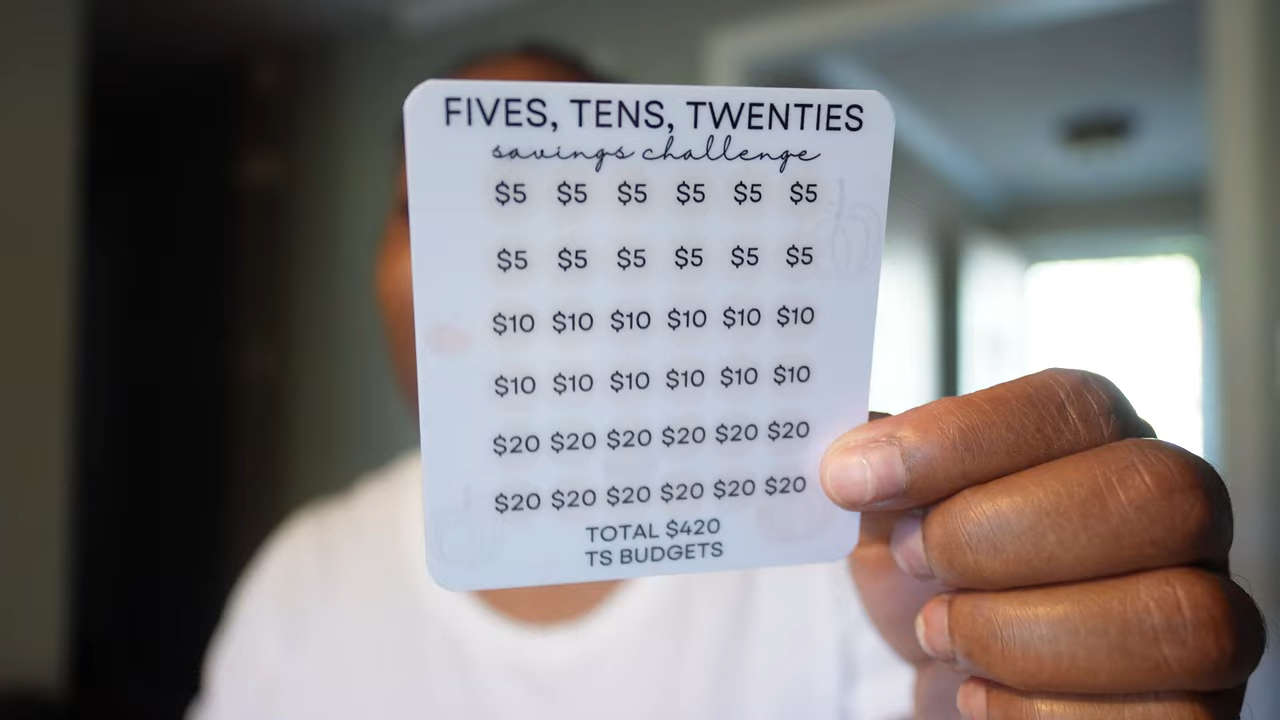 FIVES, TENS, TWENTIES
savings challenge
$5 $5 $5 $5 $5 $5
$5 $5 $5 $5 $5 $5
$10 $10 $10 $10 $10 $10
$10 $10 $10 $10 $10 $10
$20 $20 $20 $20 $20 $20
$20 $20 $20 $20 $20 $20
TOTAL $420
TS BUDGETS